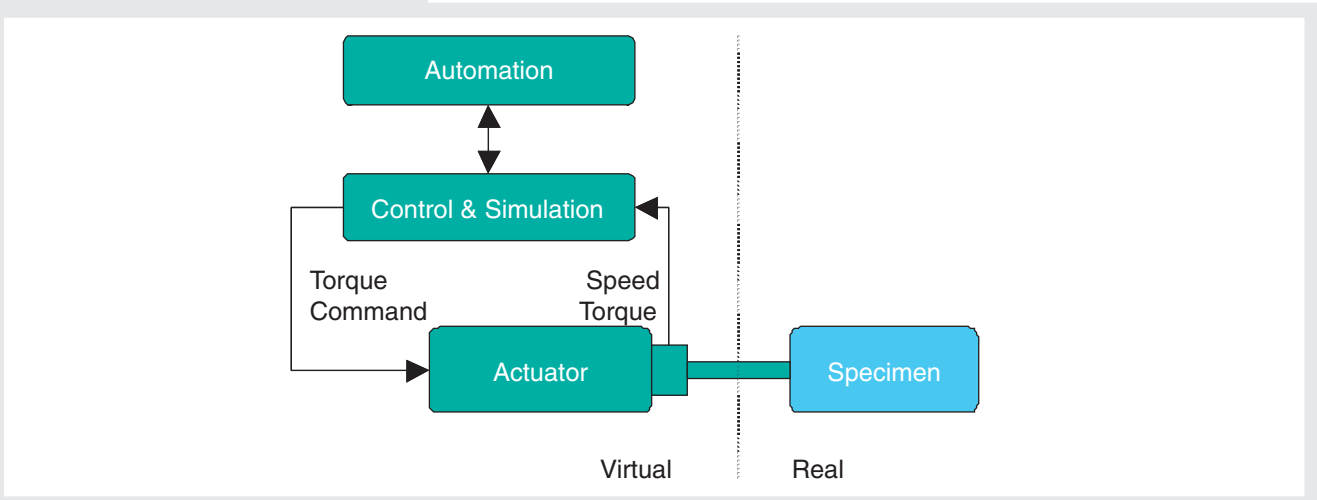 Automation
Control & Simulation
Torque
Command
Speed
Torque
Actuator
Specimen
Virtual
Real